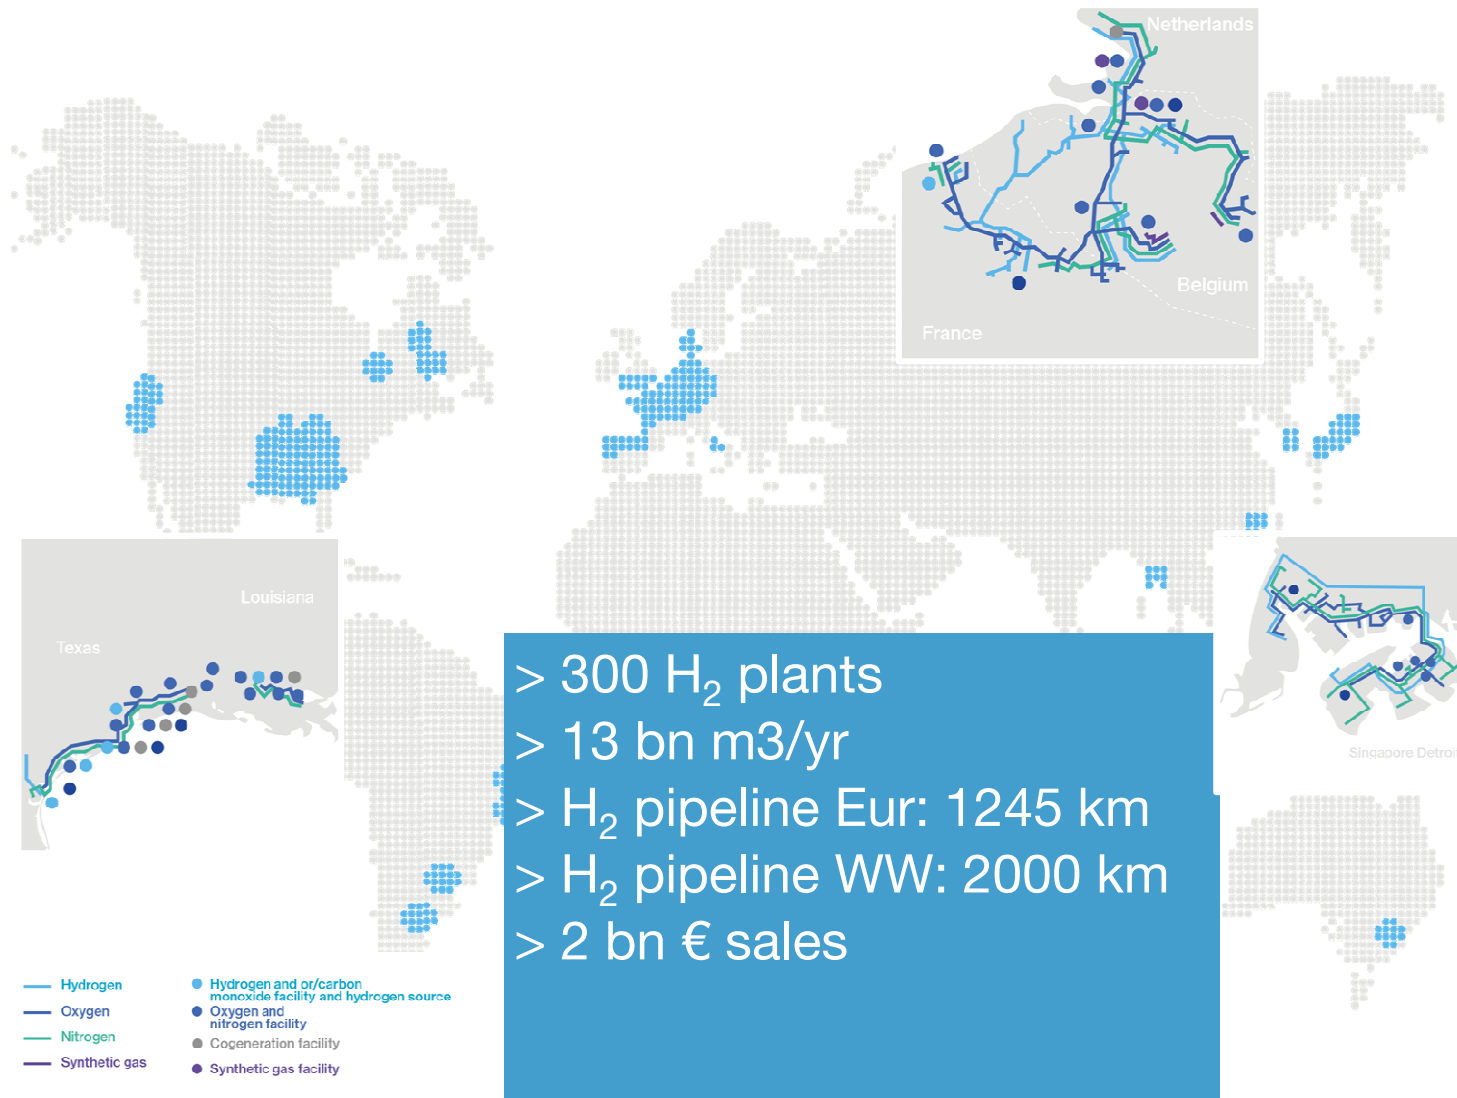 Netherlands
Belgium
France
Louisiana
Texas
Singapore Detroit
> 300 H₂ plants
> 13 bn m3/yr
> H₂ pipeline Eur: 1245 km
> H₂ pipeline WW: 2000 km
> 2 bn € sales
Hydrogen
Oxygen
Nitrogen
Synthetic gas
Hydrogen and or/carbon
monoxide facility and hydrogen source
Oxygen and
nitrogen facility
Cogeneration facility
Synthetic gas facility